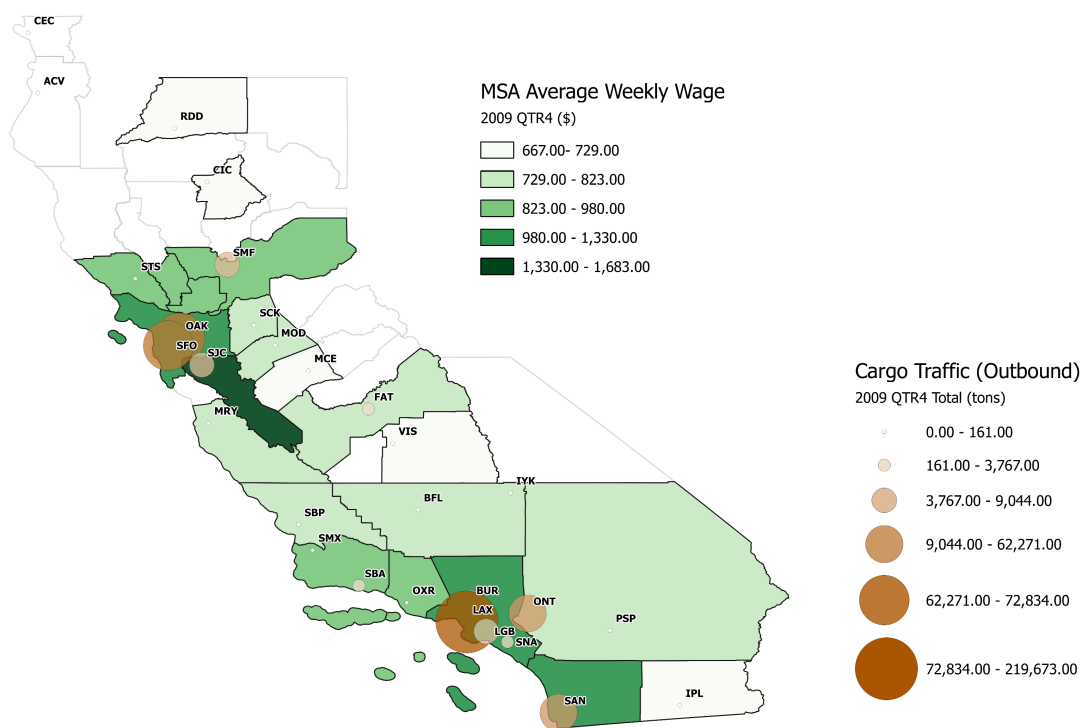 CEC
ACV
RDD
CIC
SMF
STS
SCK
OAK
MOD
SFO
SJC
MCE
FAT
MRY
VIS
IYK
BFL
SBP
SMX
SBA
OXR
BUR
ONT
LAX
PSP
LGB
SNA
SAN
IPL
MSA Average Weekly Wage
2009 QTR4 ($)
667.00- 729.00
729.00 - 823.00
823.00 - 980.00
980.00 - 1,330.00
1,330.00 - 1,683.00
Cargo Traffic (Outbound)
2009 QTR4 Total (tons)
0.00 - 161.00
161.00 - 3,767.00
3,767.00 - 9,044.00
9,044.00 - 62,271.00
62,271.00 - 72,834.00
72,834.00 - 219,673.00